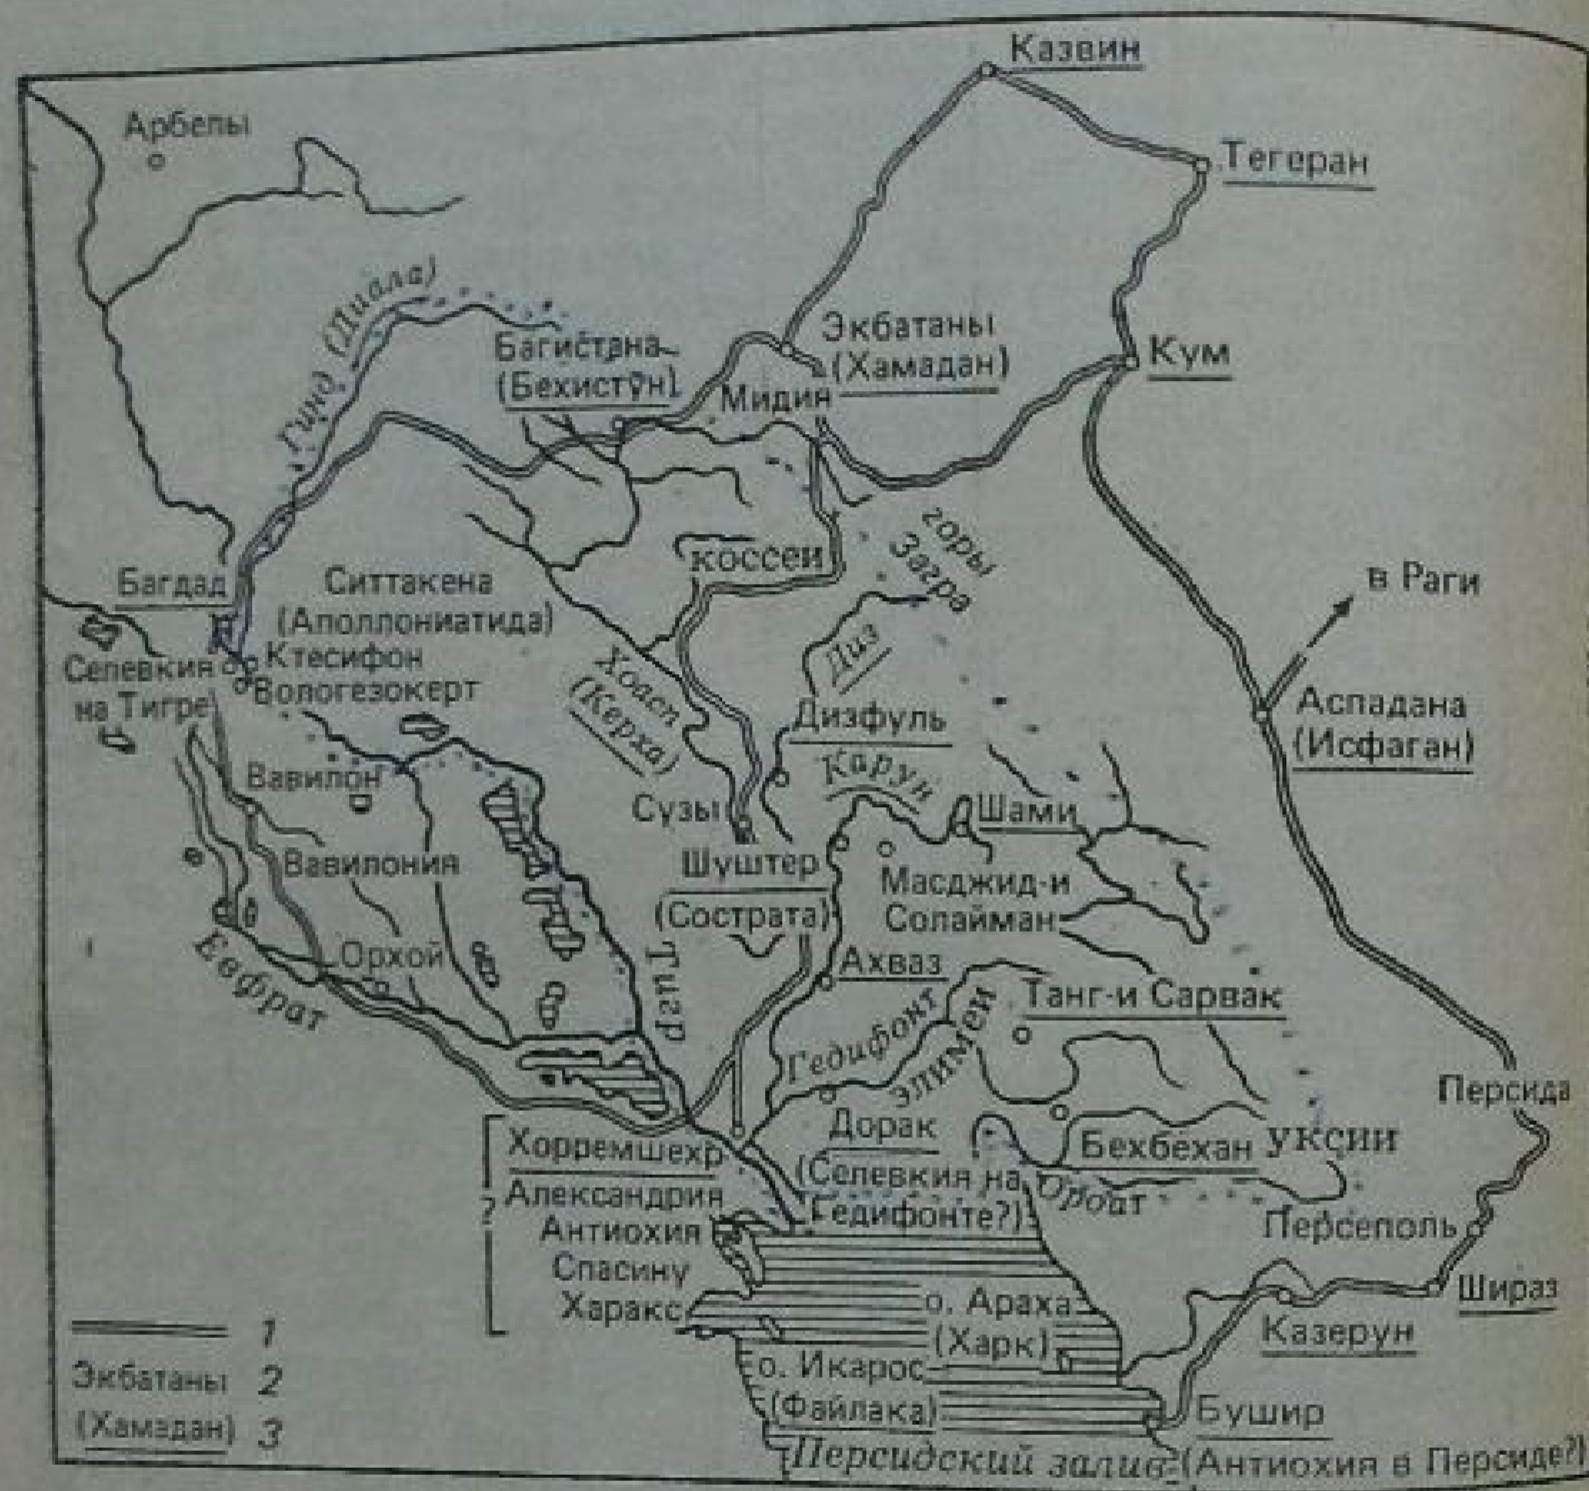 Казвин
Арбелы
Тегеран
Гинд (Диала)
Экбатаны
(Хамадан)
Багистана
(Бехистун)
Кум
Мидия
горы
Загра
коссеи
Багдад
Ситтакена
(Аполлониатида)
в Раги
Селевкия
на Тигре
Ктесифон
Вологезокерт
Хоасп
(Керха)
Диз
Дизфуль
Аспадана
(Исфаган)
Карун
Вавилон
Сузы
Шами
Вавилония
Шуштер
(Сострата)
Масджид-и
Солайман
Евфрат
Орхой
Тигр
Ахваз
Гедифонт
элимеи
Танг-и Сарвак
Персида
Дорак
(Селевкия на
Гедифонте?)
Бехбехан
уксии
Ороат
Хорремшехр
?
Александрия
Антиохия
Спасину
Харакс
Персеполь
Шираз
о. Араха
(Харк)
Казерун
о. Икарос
(Файлака)
Бушир
(Антиохия в Персиде?)
Персидский залив
1
Экбатаны 2
(Хамадан) 3